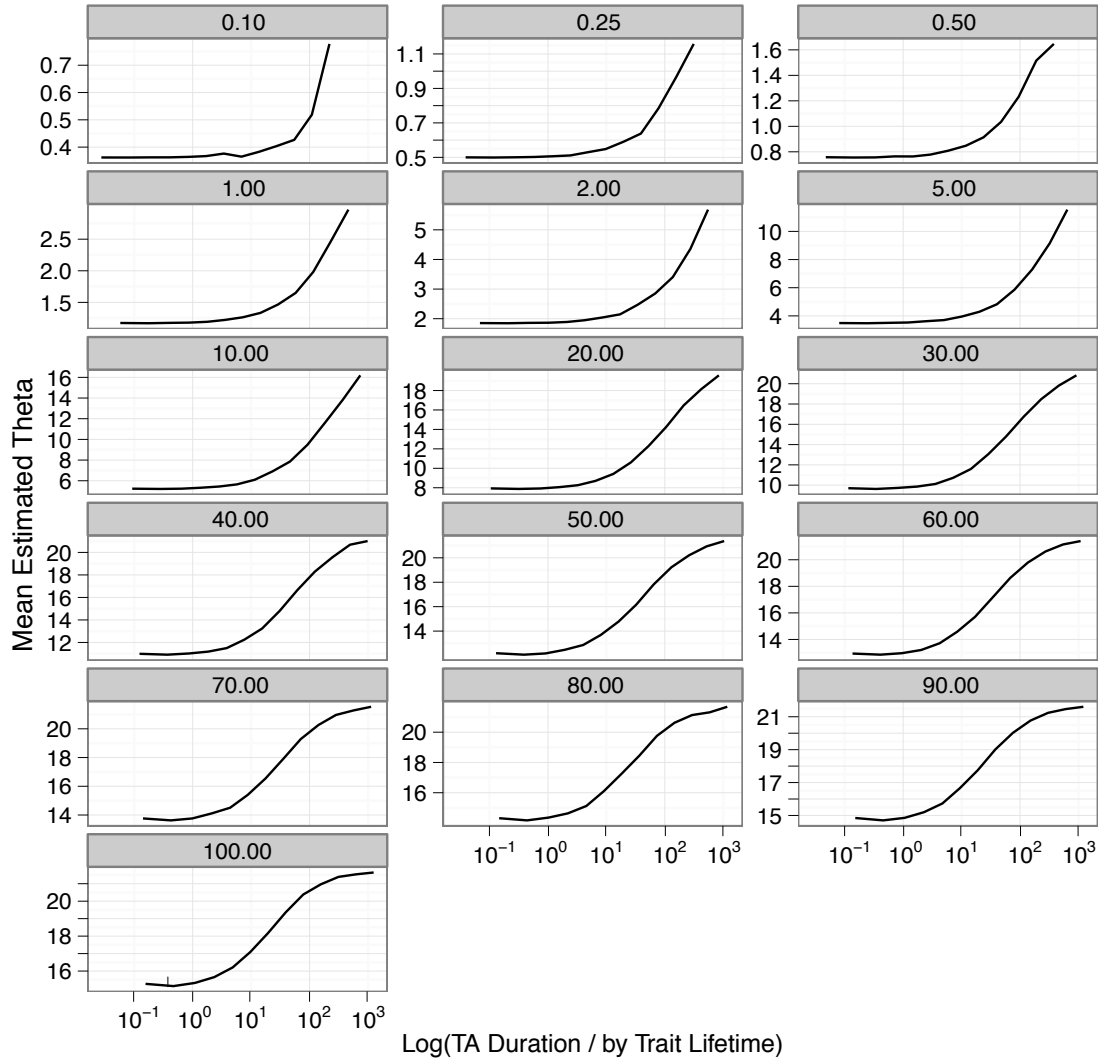 0.10 0.25 0.50
0.7 0.6 0.5 0.4
1.1 0.9 0.7 0.5
1.6 1.4 1.2 1.0 0.8
1.00 2.00 5.00
2.5 2.0 1.5
5 4 3 2
10 8 6 4
10.00 20.00 30.00
16 14 12 10 8 6
18 16 14 12 10 8
20 18 16 14 12 10
40.00 50.00 60.00
20 18 16 14 12
20 18 16 14
20 18 16 14
70.00 80.00 90.00
20 18 16 14
20 18 16
21 19 17 15
10⁻¹ 10⁰ 10¹ 10² 10³
10⁻¹ 10⁰ 10¹ 10² 10³
100.00
20 18 16
10⁻¹ 10⁰ 10¹ 10² 10³
Mean Estimated Theta
Log(TA Duration / by Trait Lifetime)